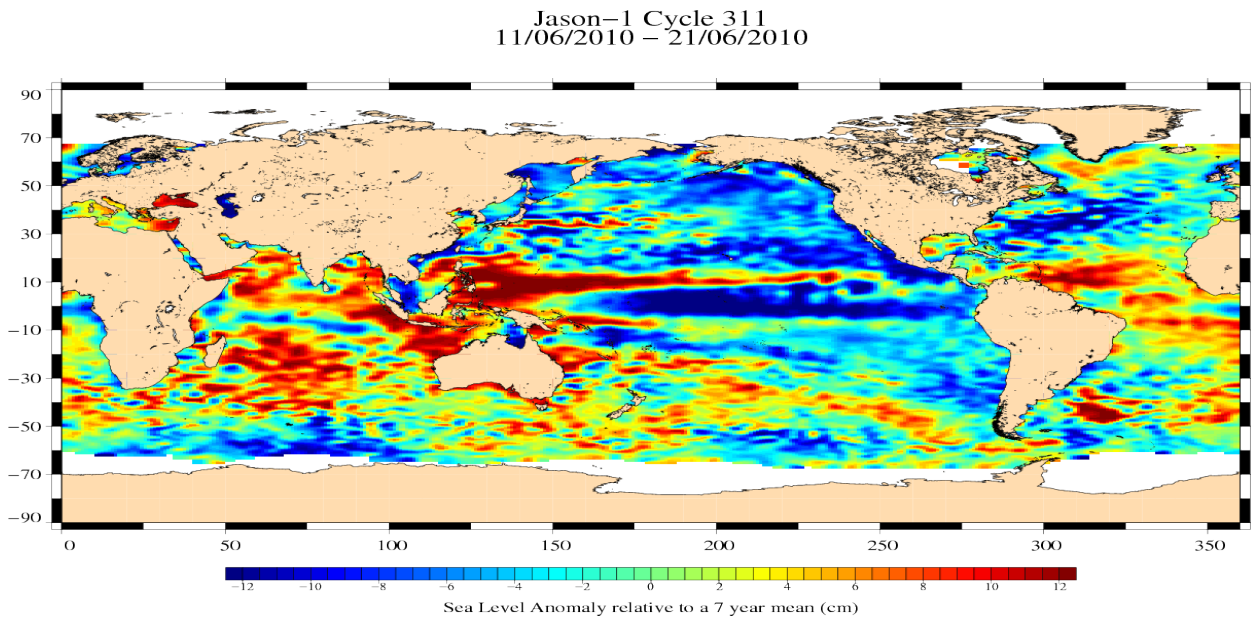 Jason−1 Cycle 311
11/06/2010 − 21/06/2010
90
70
50
30
10
−10
−30
−50
−70
−90
0 50 100 150 200 250 300 350
−12 −10 −8 −6 −4 −2 0 2 4 6 8 10 12
Sea Level Anomaly relative to a 7 year mean (cm)